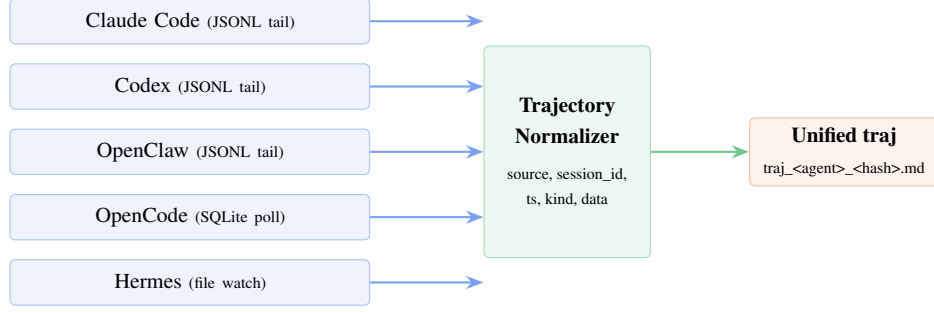 Claude Code (JSONL tail)
Codex (JSONL tail)
OpenClaw (JSONL tail)
OpenCode (SQLite poll)
Hermes (file watch)
Trajectory
Normalizer
source, session_id,
ts, kind, data
Unified traj
traj_<agent>_<hash>.md